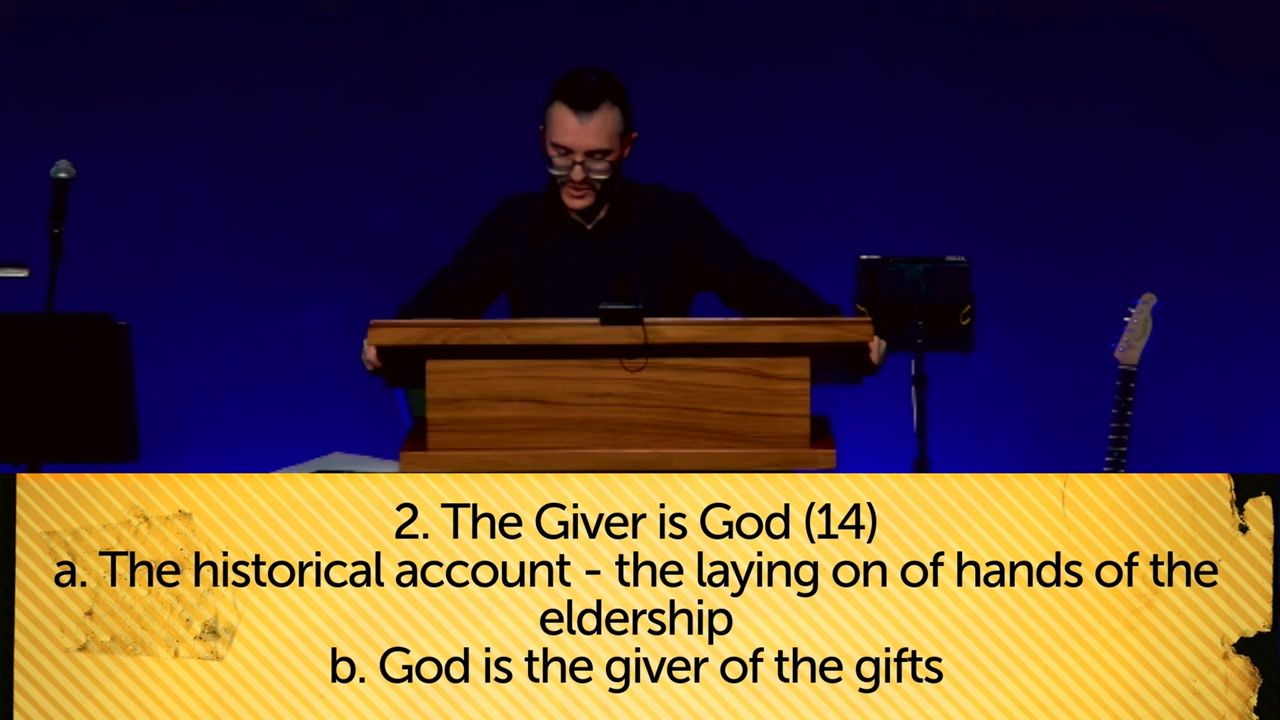 2. The Giver is God (14)
a. The historical account - the laying on of hands of the
eldership
b. God is the giver of the gifts